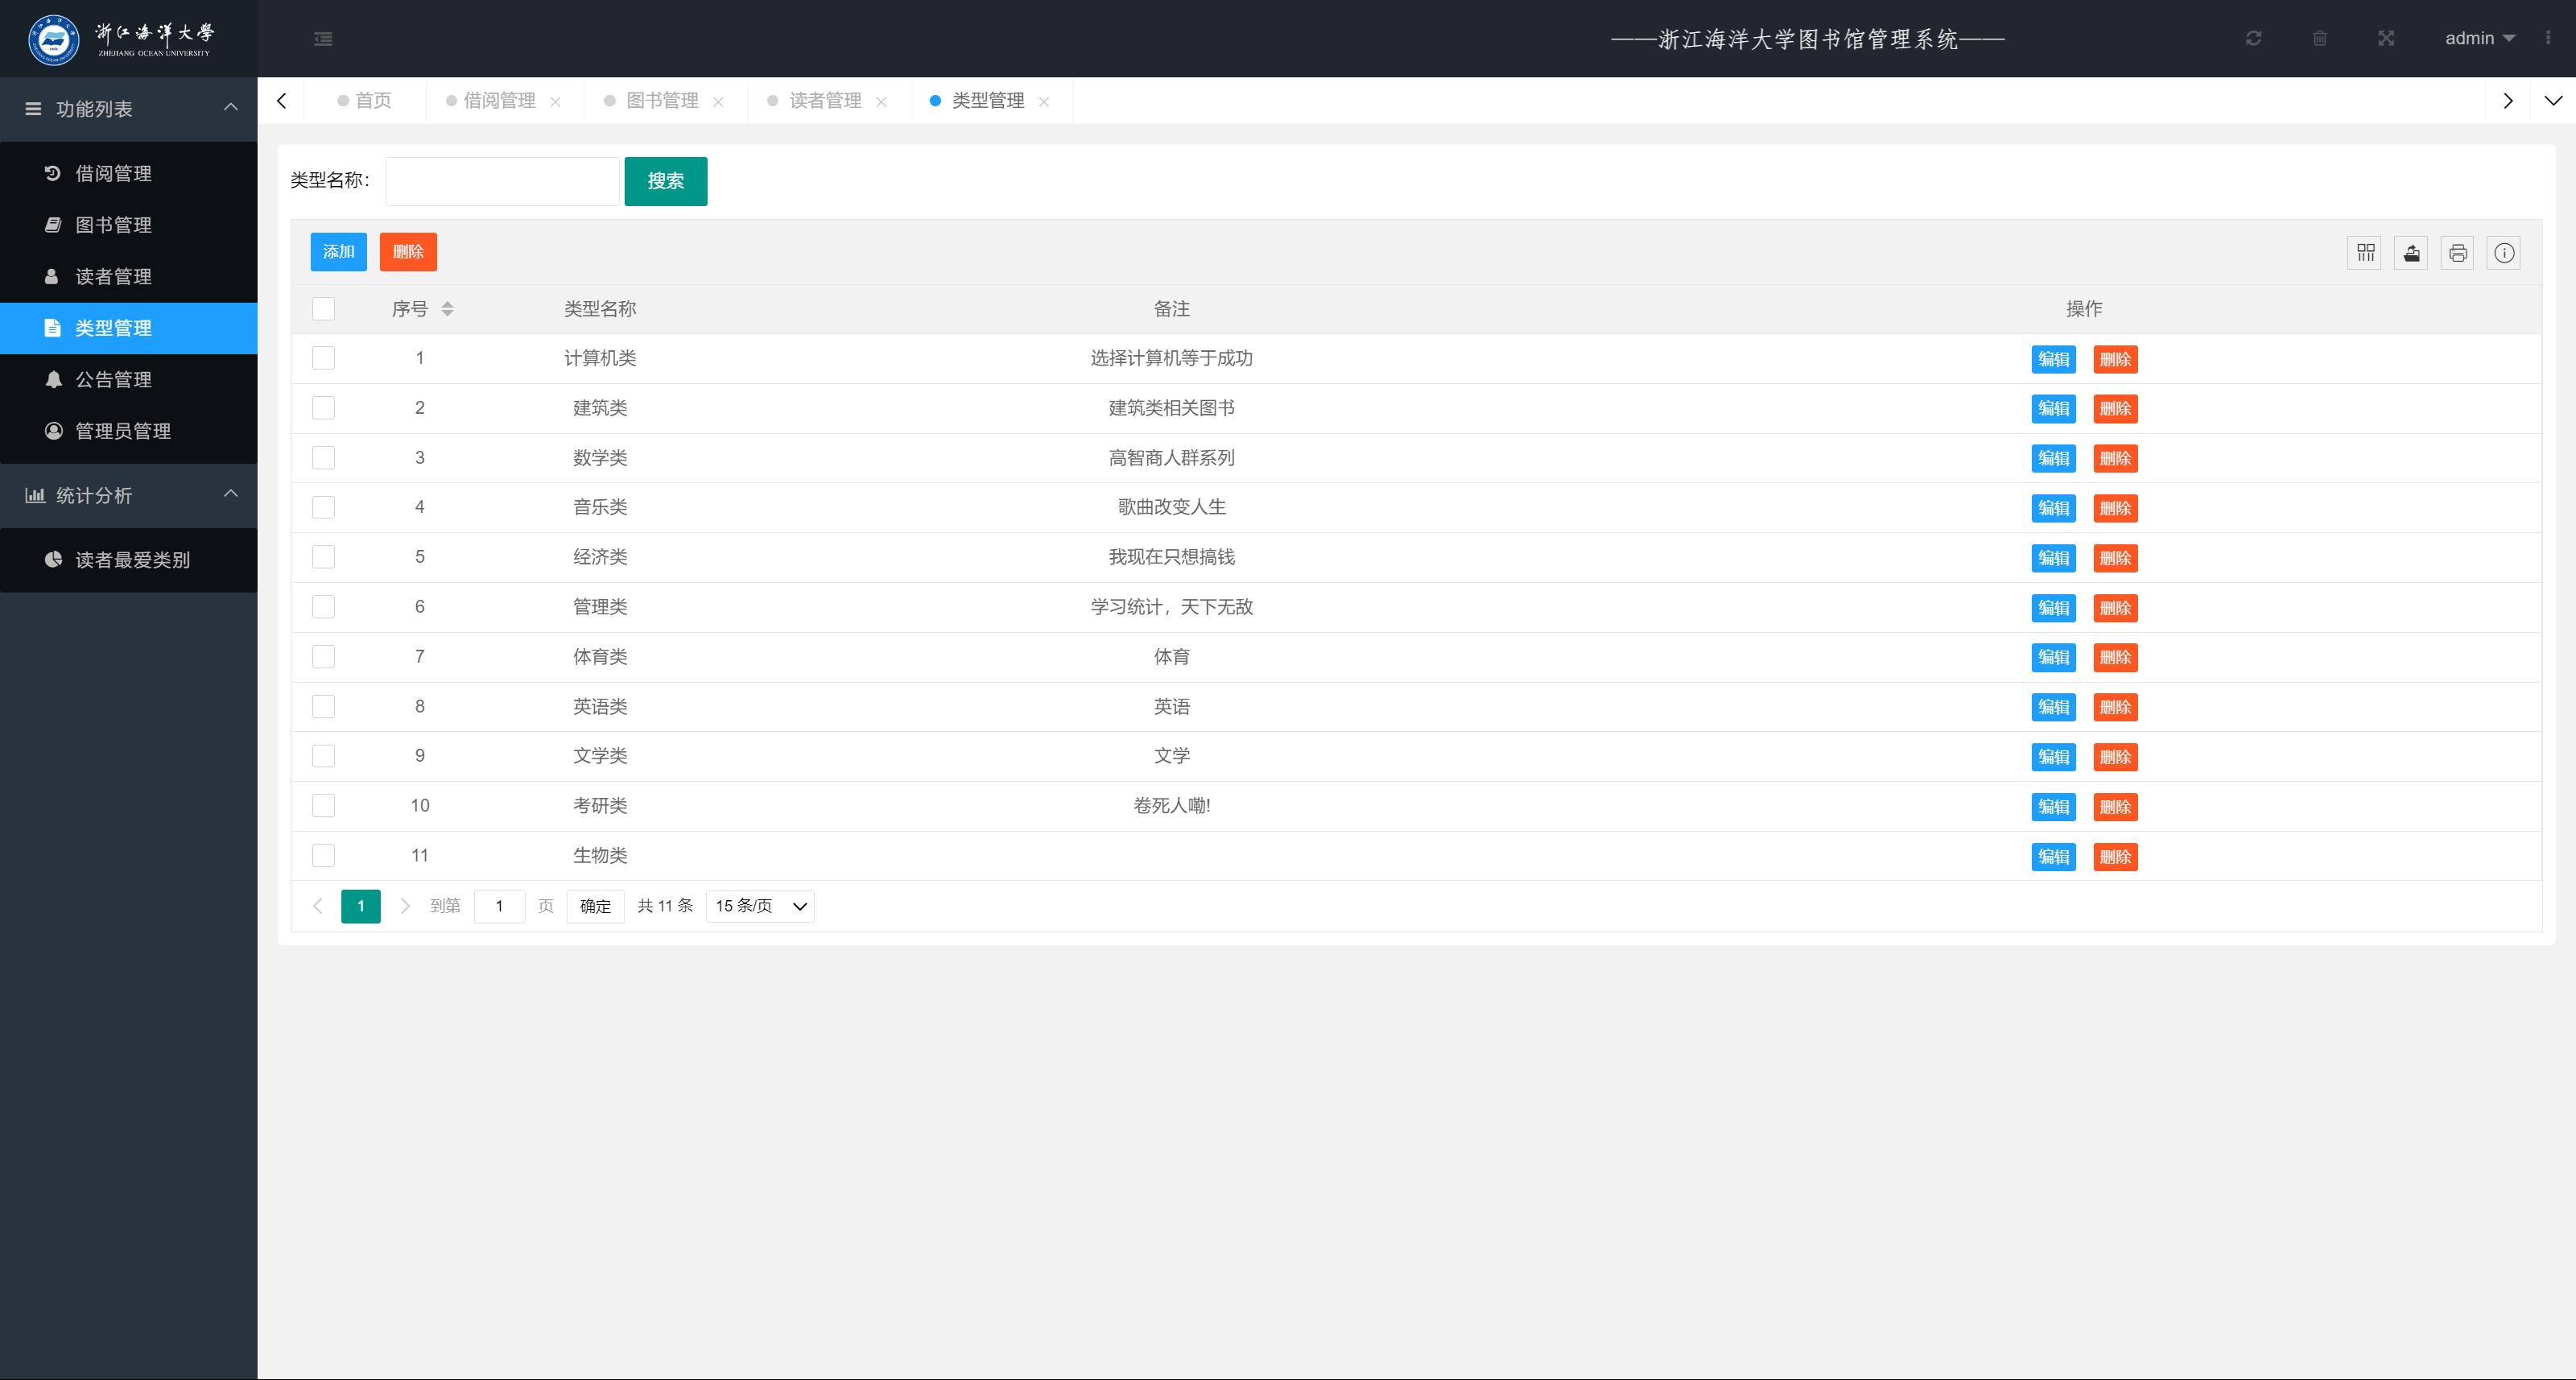 浙江海洋大学
ZHEJIANG OCEAN UNIVERSITY
——浙江海洋大学图书馆管理系统——
admin
功能列表
借阅管理
图书管理
读者管理
类型管理
公告管理
管理员管理
统计分析
读者最爱类别
首页 借阅管理 图书管理 读者管理 类型管理
类型名称： 搜索
添加 删除
序号 类型名称 备注 操作
1 计算机类 选择计算机等于成功 编辑 删除
2 建筑类 建筑类相关图书 编辑 删除
3 数学类 高智商人群系列 编辑 删除
4 音乐类 歌曲改变人生 编辑 删除
5 经济类 我现在只想搞钱 编辑 删除
6 管理类 学习统计，天下无敌 编辑 删除
7 体育类 体育 编辑 删除
8 英语类 英语 编辑 删除
9 文学类 文学 编辑 删除
10 考研类 卷死人嘞! 编辑 删除
11 生物类 编辑 删除
1 到第 1 页 确定 共 11 条 15 条/页